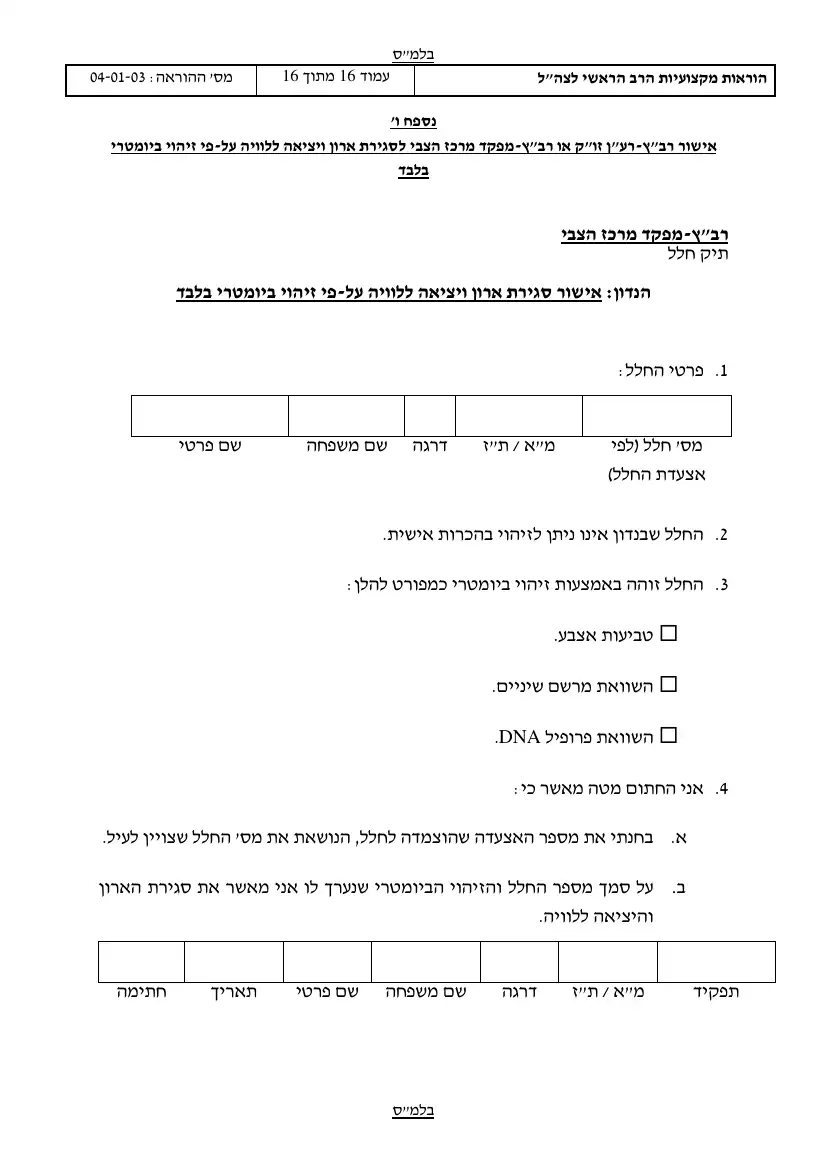 בלמ"ס
הוראות מקצועיות הרב הראשי לצה"ל עמוד 16 מתוך 16 מס' ההוראה: 04-01-03
נספח ו'
אישור רב"ץ-רע"ן זו"ק או רב"ץ-מפקד מרכז הצבי לסגירת ארון ויציאה ללוויה על-פי זיהוי ביומטרי
בלבד
רב"ץ-מפקד מרכז הצבי
תיק חלל
הנדון: אישור סגירת ארון ויציאה ללוויה על-פי זיהוי ביומטרי בלבד
1. פרטי החלל:
מס' חלל (לפי מ"א / ת"ז דרגה שם משפחה שם פרטי
אצעדת החלל)
2. החלל שבנדון אינו ניתן לזיהוי בהכרות אישית.
3. החלל זוהה באמצעות זיהוי ביומטרי כמפורט להלן:
☐ טביעות אצבע.
☐ השוואת מרשם שיניים.
☐ השוואת פרופיל DNA.
4. אני החתום מטה מאשר כי:
א. בחנתי את מספר האצעדה שהוצמדה לחלל, הנושאת את מס' החלל שצויין לעיל.
ב. על סמך מספר החלל והזיהוי הביומטרי שנערך לו אני מאשר את סגירת הארון
והיציאה ללוויה.
תפקיד מ"א / ת"ז דרגה שם משפחה שם פרטי תאריך חתימה
בלמ"ס